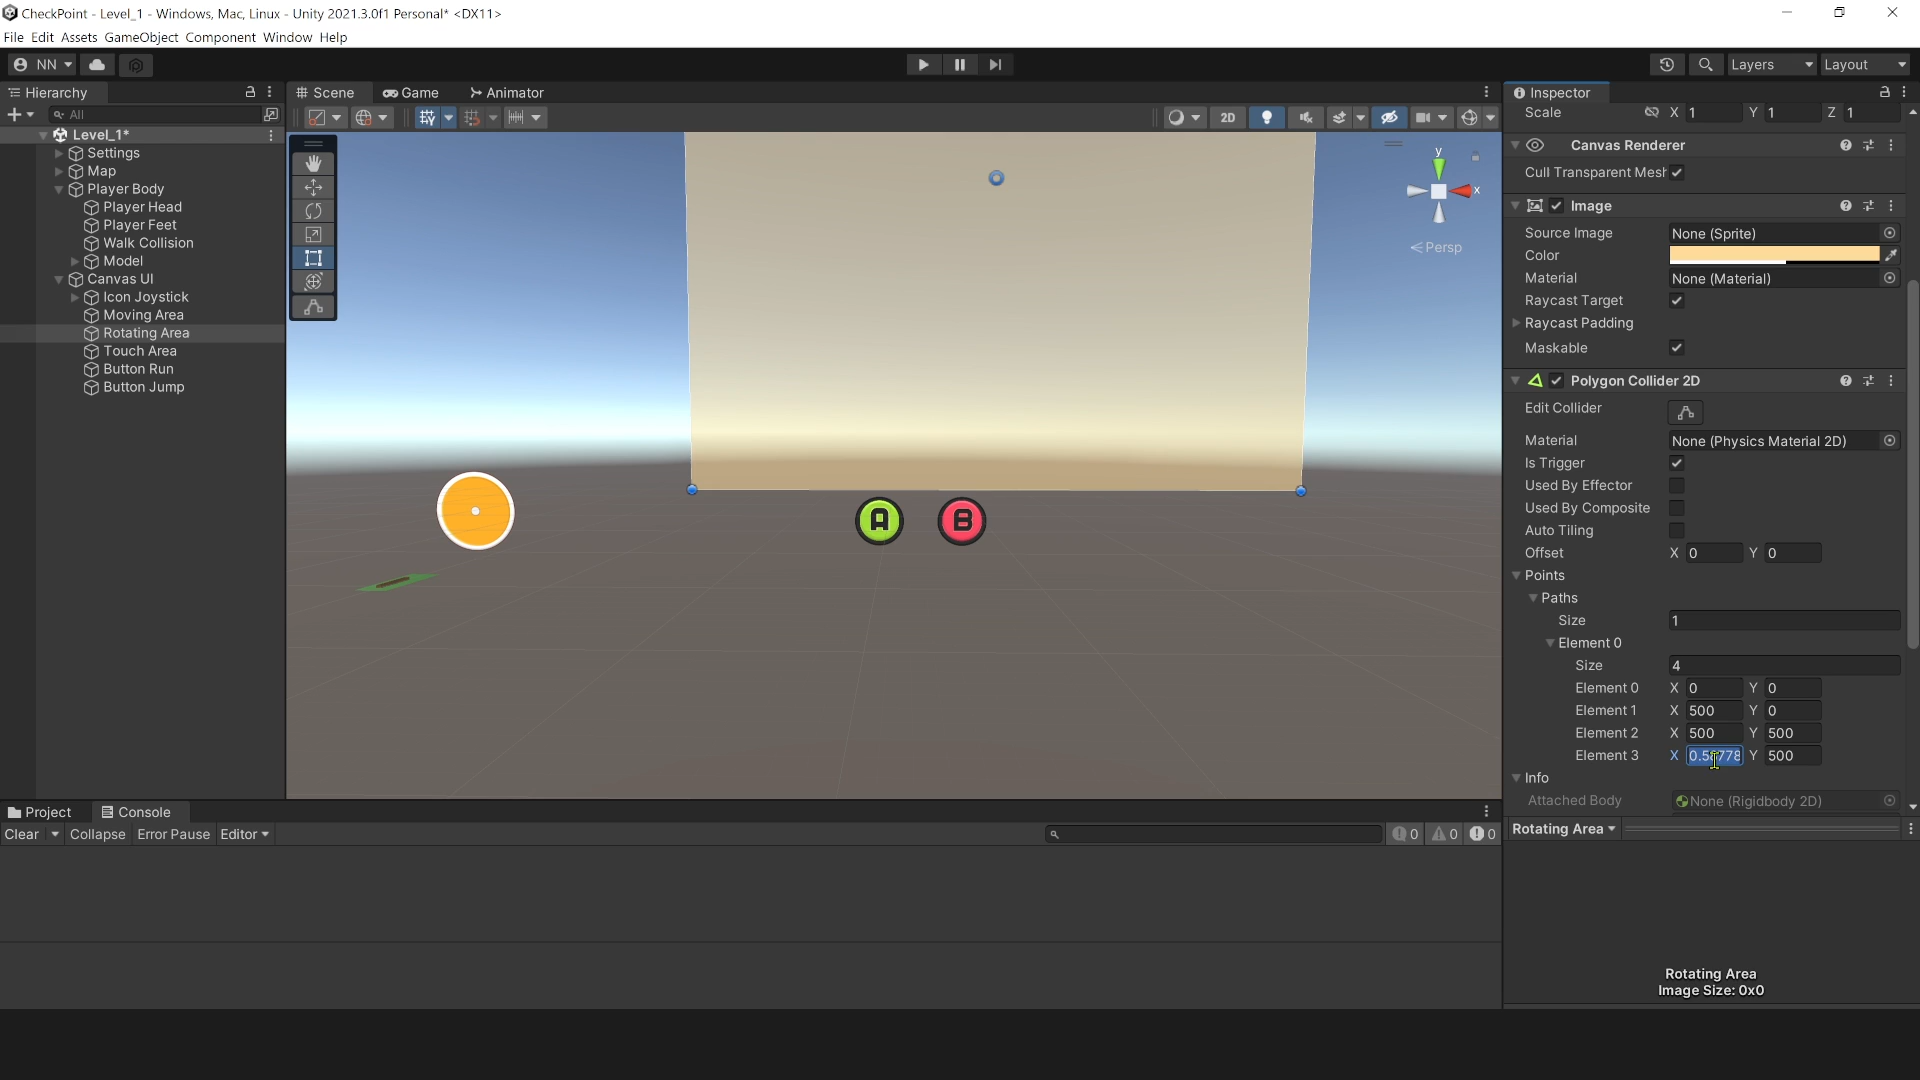 CheckPoint - Level_1 - Windows, Mac, Linux - Unity 2021.3.0f1 Personal* <DX11>
File Edit Assets GameObject Component Window Help
NN
Layers
Layout
Hierarchy
All
Level_1*
Settings
Map
Player Body
Player Head
Player Feet
Walk Collision
Model
Canvas UI
Icon Joystick
Moving Area
Rotating Area
Touch Area
Button Run
Button Jump
Scene
Game
Animator
2D
y
x
Persp
A
B
Project
Console
Clear
Collapse
Error Pause
Editor
0
0
0
Inspector
Scale X 1 Y 1 Z 1
Canvas Renderer
Cull Transparent Mesh
Image
Source Image None (Sprite)
Color
Material None (Material)
Raycast Target
Raycast Padding
Maskable
Polygon Collider 2D
Edit Collider
Material None (Physics Material 2D)
Is Trigger
Used By Effector
Used By Composite
Auto Tiling
Offset X 0 Y 0
Points
Paths
Size 1
Element 0
Size 4
Element 0 X 0 Y 0
Element 1 X 500 Y 0
Element 2 X 500 Y 500
Element 3 X Y 500
Info
Attached Body None (Rigidbody 2D)
Rotating Area
Rotating Area
Image Size: 0x0